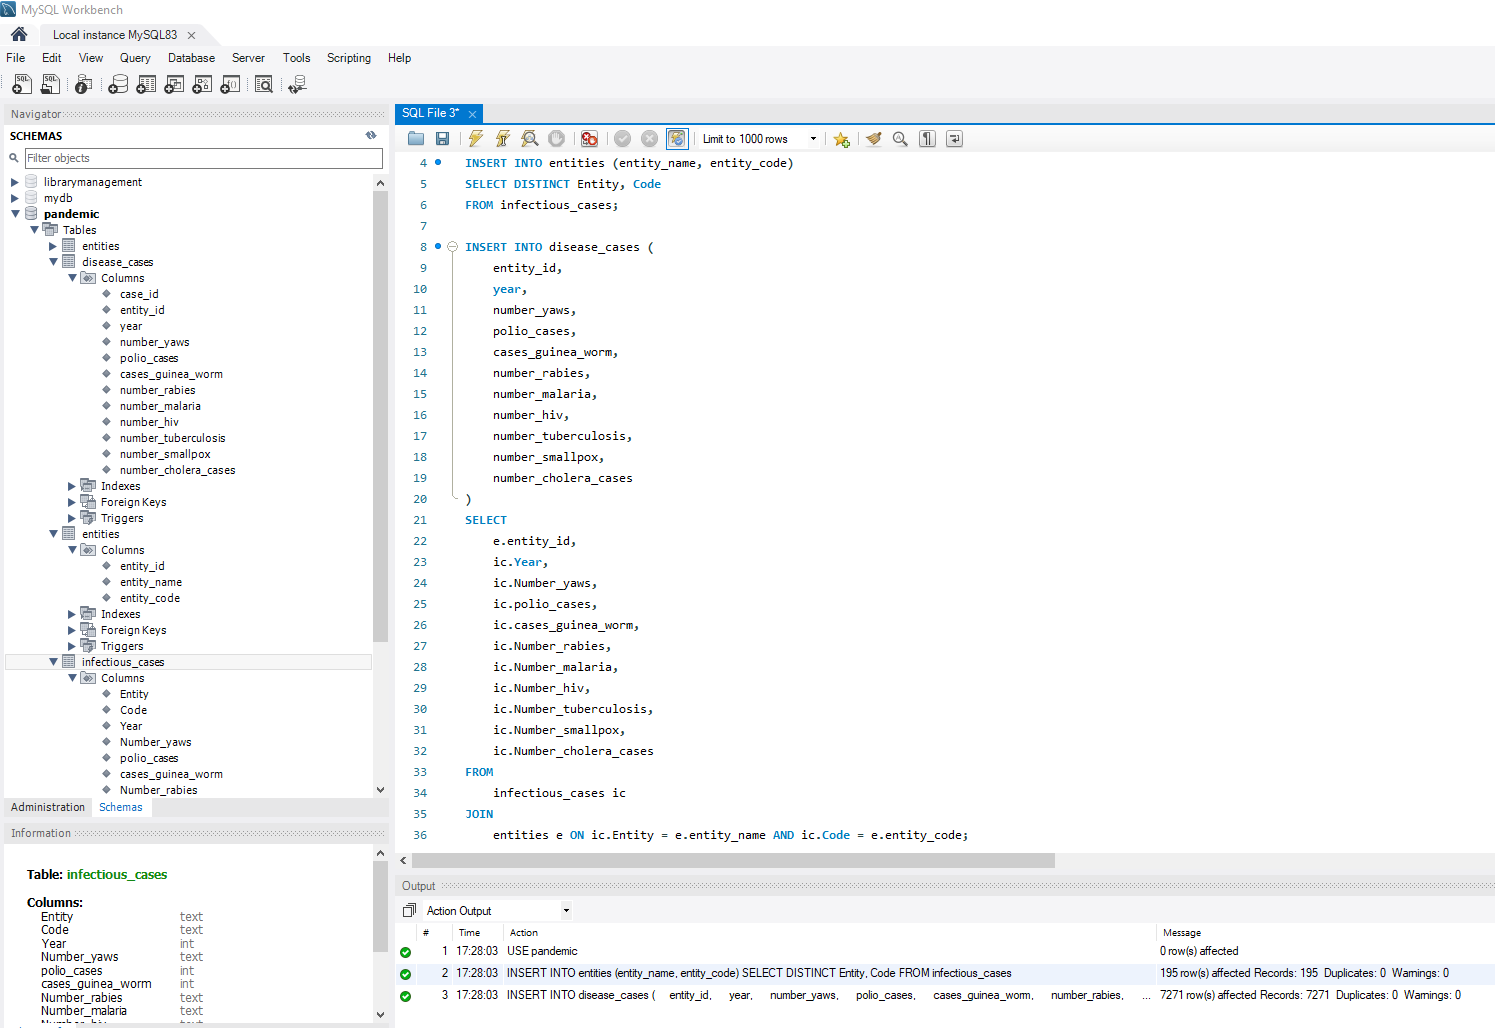 MySQL Workbench
Local instance MySQL83
File Edit View Query Database Server Tools Scripting Help
Navigator
SCHEMAS
Filter objects
librarymanagement
mydb
pandemic
Tables
entities
disease_cases
Columns
case_id
entity_id
year
number_yaws
polio_cases
cases_guinea_worm
number_rabies
number_malaria
number_hiv
number_tuberculosis
number_smallpox
number_cholera_cases
Indexes
Foreign Keys
Triggers
entities
Columns
entity_id
entity_name
entity_code
Indexes
Foreign Keys
Triggers
infectious_cases
Columns
Entity
Code
Year
Number_yaws
polio_cases
cases_guinea_worm
Number_rabies
Administration Schemas
Information
Table: infectious_cases
Columns:
Entity text
Code text
Year int
Number_yaws text
polio_cases int
cases_guinea_worm int
Number_rabies text
Number_malaria text
SQL File 3*
Limit to 1000 rows
4 INSERT INTO entities (entity_name, entity_code)
5 SELECT DISTINCT Entity, Code
6 FROM infectious_cases;
7
8 INSERT INTO disease_cases (
9 entity_id,
10 year,
11 number_yaws,
12 polio_cases,
13 cases_guinea_worm,
14 number_rabies,
15 number_malaria,
16 number_hiv,
17 number_tuberculosis,
18 number_smallpox,
19 number_cholera_cases
20 )
21 SELECT
22 e.entity_id,
23 ic.Year,
24 ic.Number_yaws,
25 ic.polio_cases,
26 ic.cases_guinea_worm,
27 ic.Number_rabies,
28 ic.Number_malaria,
29 ic.Number_hiv,
30 ic.Number_tuberculosis,
31 ic.Number_smallpox,
32 ic.Number_cholera_cases
33 FROM
34 infectious_cases ic
35 JOIN
36 entities e ON ic.Entity = e.entity_name AND ic.Code = e.entity_code;
Output
Action Output
# Time Action Message
1 17:28:03 USE pandemic 0 row(s) affected
2 17:28:03 INSERT INTO entities (entity_name, entity_code) SELECT DISTINCT Entity, Code FROM infectious_cases 195 row(s) affected Records: 195 Duplicates: 0 Warnings: 0
3 17:28:03 INSERT INTO disease_cases ( entity_id, year, number_yaws, polio_cases, cases_guinea_worm, number_rabies, ... 7271 row(s) affected Records: 7271 Duplicates: 0 Warnings: 0